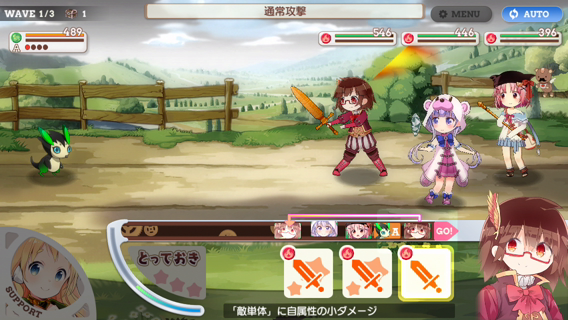 WAVE 1/3
1
通常攻撃
MENU
AUTO
489
A
546
446
396
A
GO!
SUPPORT
とっておき
「敵単体」に自属性の小ダメージ